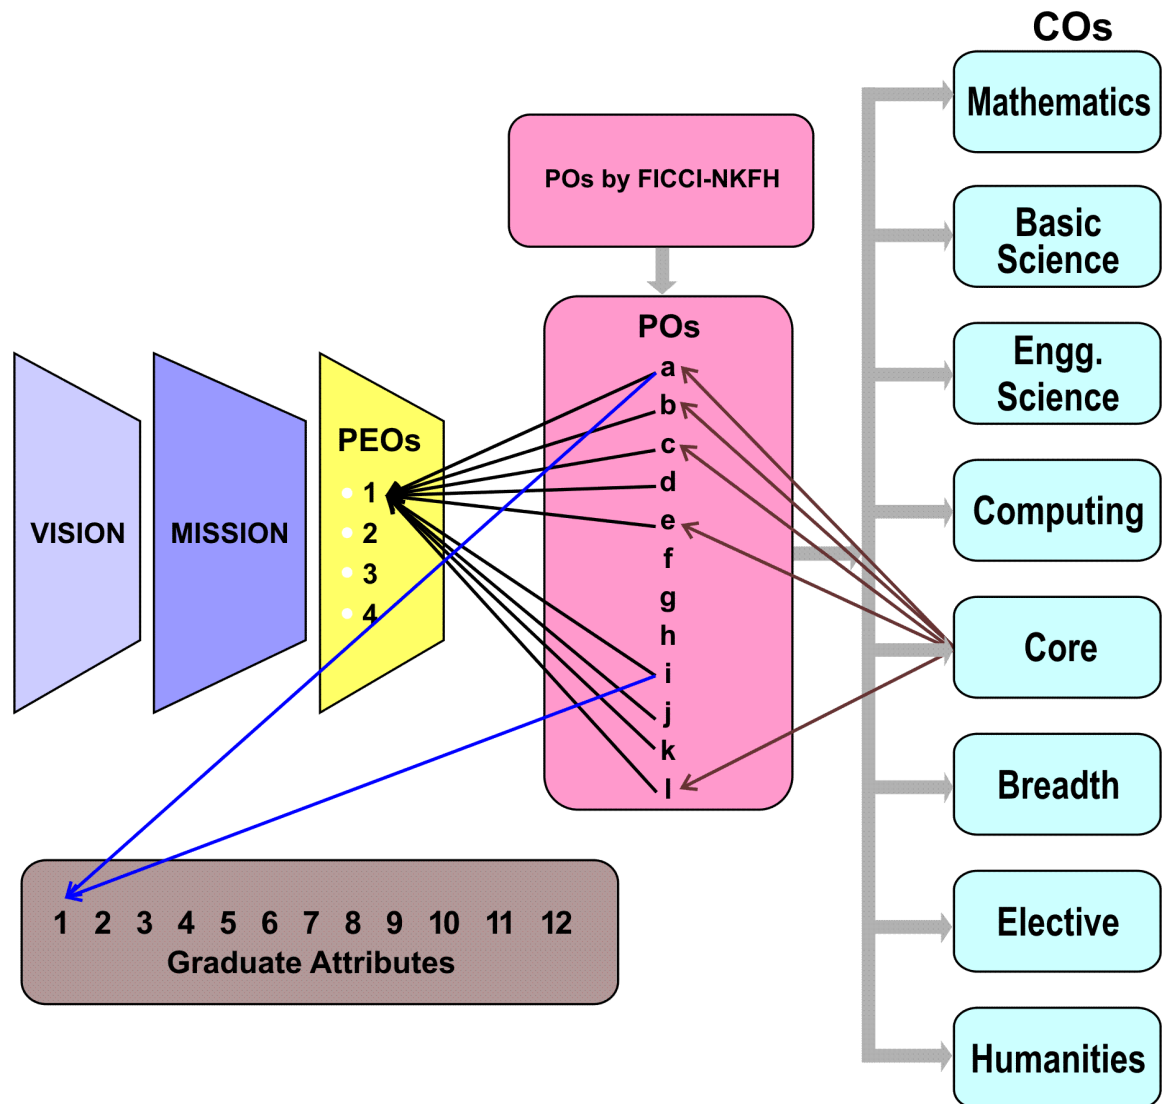 COs
Mathematics
POs by FICCI-NKFH
Basic
Science
POs
a
b
c
d
e
f
g
h
i
j
k
l
Engg.
Science
PEOs
1
2
3
4
VISION
MISSION
Computing
Core
Breadth
Elective
Humanities
1 2 3 4 5 6 7 8 9 10 11 12
Graduate Attributes